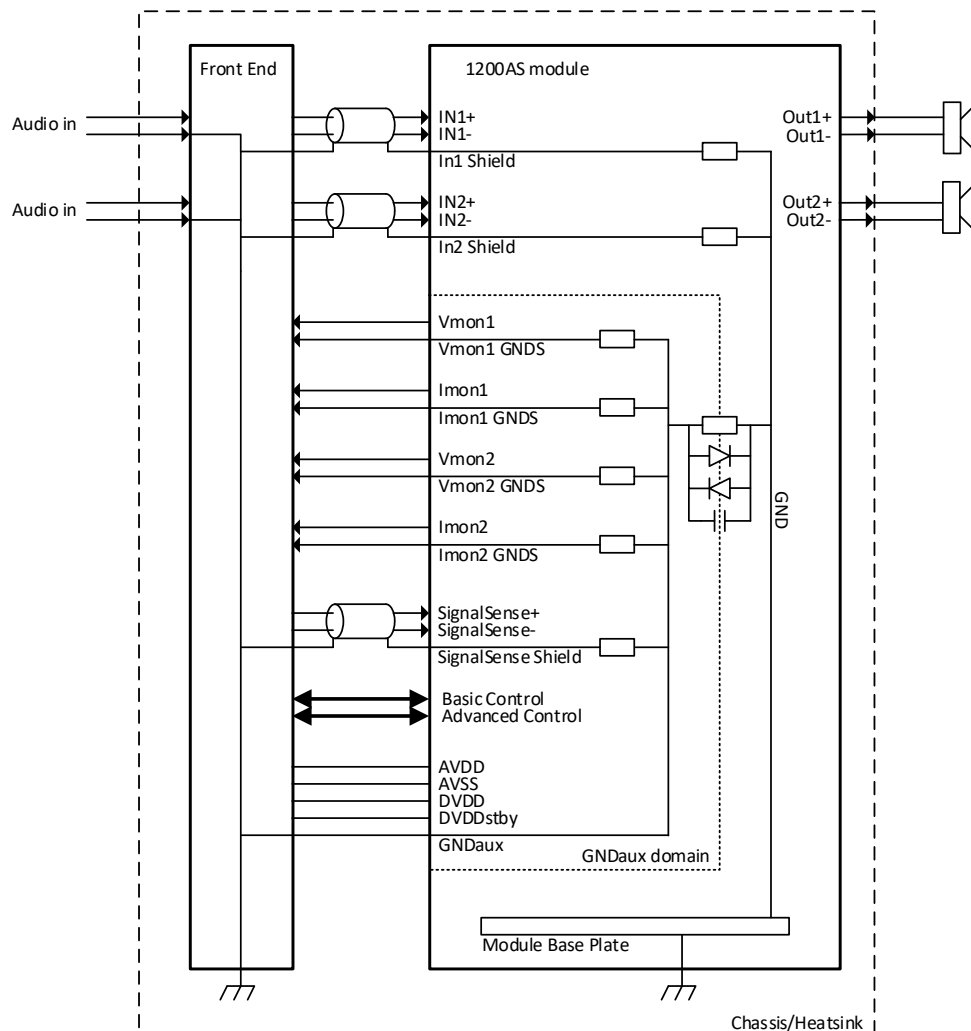 Front End
1200AS module
Audio in
IN1+
IN1-
In1 Shield
Out1+
Out1-
Audio in
IN2+
IN2-
In2 Shield
Out2+
Out2-
Vmon1
Vmon1 GNDS
Imon1
Imon1 GNDS
Vmon2
Vmon2 GNDS
Imon2
Imon2 GNDS
GND
SignalSense+
SignalSense-
SignalSense Shield
Basic Control
Advanced Control
AVDD
AVSS
DVDD
DVDDstby
GNDaux
GNDaux domain
Module Base Plate
Chassis/Heatsink